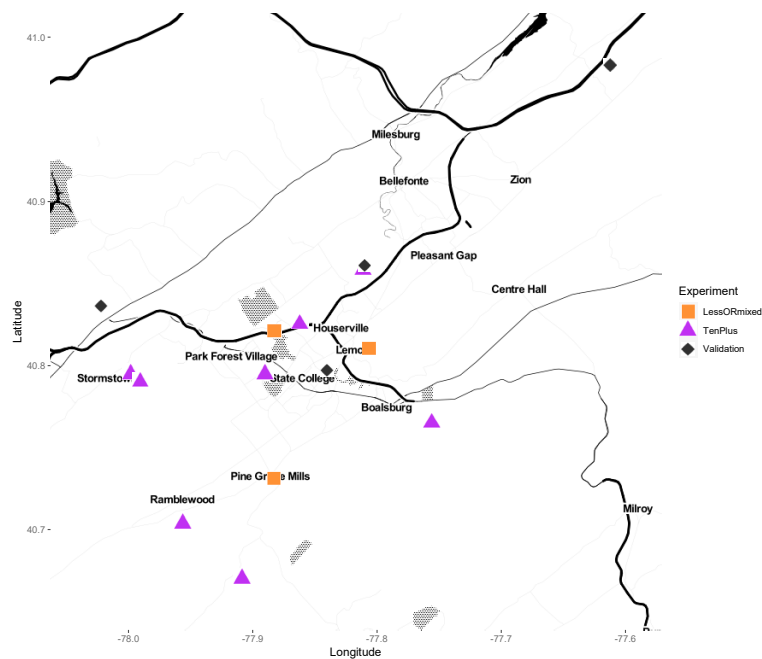 41.0
Milesburg
Bellefonte
Zion
40.9
Pleasant Gap
Centre Hall
Experiment
LessORmixed
TenPlus
Validation
Latitude
Houserville
Park Forest Village
40.8
State College
Boalsburg
Pine Mills
Ramblewood
Milroy
40.7
-78.0
-77.9
-77.8
-77.7
-77.6
Longitude